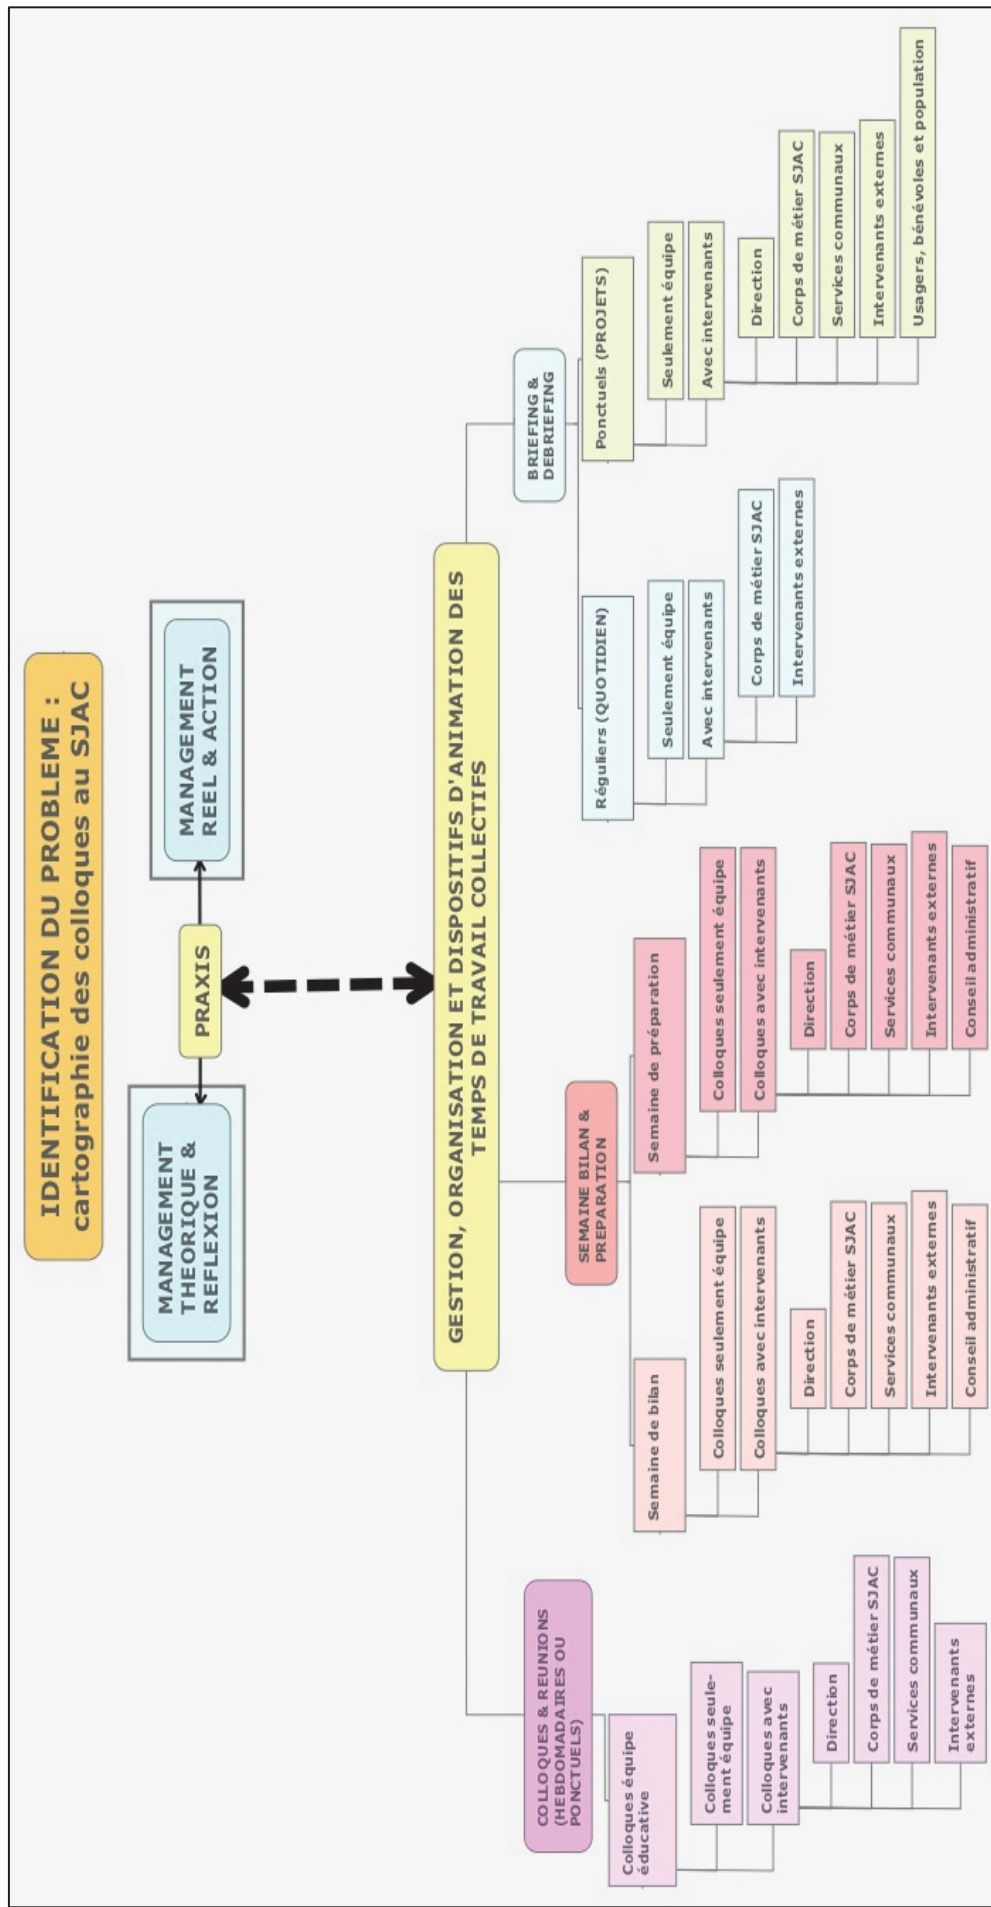 IDENTIFICATION DU PROBLEME :
cartographie des colloques au SJAC
MANAGEMENT
THEORIQUE &
REFLEXION
PRAXIS
MANAGEMENT
REEL & ACTION
GESTION, ORGANISATION ET DISPOSITIFS D'ANIMATION DES
TEMPS DE TRAVAIL COLLECTIFS
COLLOQUES & REUNIONS
(HEBDOMADAIRES OU
PONCTUELS)
Colloques équipe
éducative
Colloques seule-
ment équipe
Colloques avec
intervenants
Direction
Corps de métier SJAC
Services communaux
Intervenants
externes
SEMAINE BILAN &
PREPARATION
Semaine de bilan
Colloques seulement équipe
Colloques avec intervenants
Direction
Corps de métier SJAC
Services communaux
Intervenants externes
Conseil administratif
Semaine de préparation
Colloques seulement équipe
Colloques avec intervenants
Direction
Corps de métier SJAC
Services communaux
Intervenants externes
Conseil administratif
BRIEFING &
DEBRIEFING
Réguliers (QUOTIDIEN)
Seulement équipe
Avec intervenants
Corps de métier SJAC
Intervenants externes
Ponctuels (PROJETS)
Seulement équipe
Avec intervenants
Direction
Corps de métier SJAC
Services communaux
Intervenants externes
Usagers, bénévoles et population